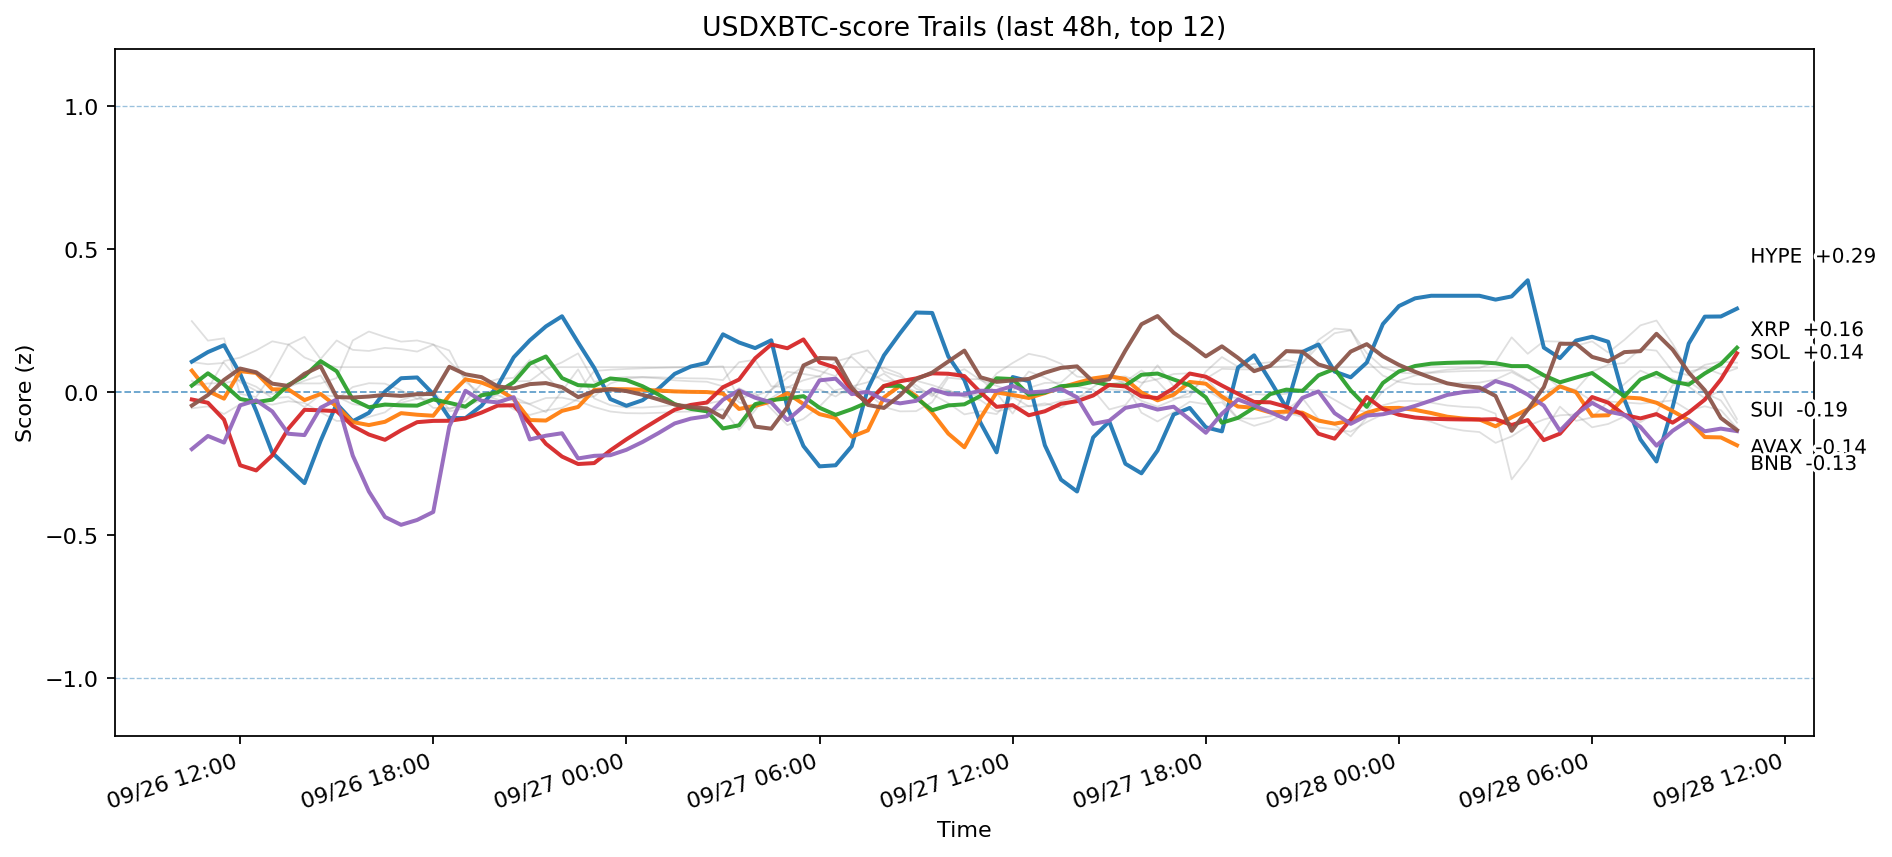 USDXBTC-score Trails (last 48h, top 12)
Score (z)
1.0
0.5
0.0
−0.5
−1.0
HYPE +0.29
XRP +0.16
SOL +0.14
SUI -0.19
AVAX -0.14
BNB -0.13
09/26 12:00
09/26 18:00
09/27 00:00
09/27 06:00
09/27 12:00
09/27 18:00
09/28 00:00
09/28 06:00
09/28 12:00
Time